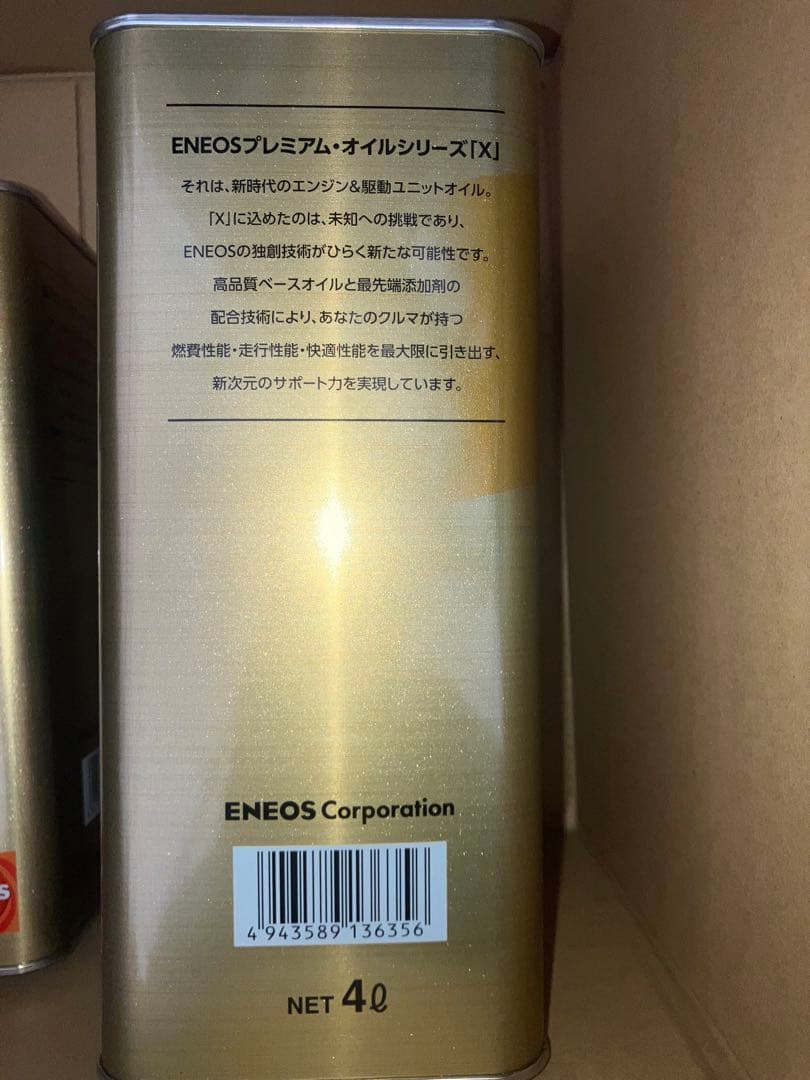 ENEOSプレミアム・オイルシリーズ「X」
それは、新時代のエンジン&駆動ユニットオイル。
「X」に込めたのは、未知への挑戦であり、
ENEOSの独創技術がひらく新たな可能性です。
高品質ベースオイルと最先端添加剤の
配合技術により、あなたのクルマが持つ
燃費性能・走行性能・快適性能を最大限に引き出す、
新次元のサポート力を実現しています。
ENEOS Corporation
4 943589 136356
NET 4ℓ
S